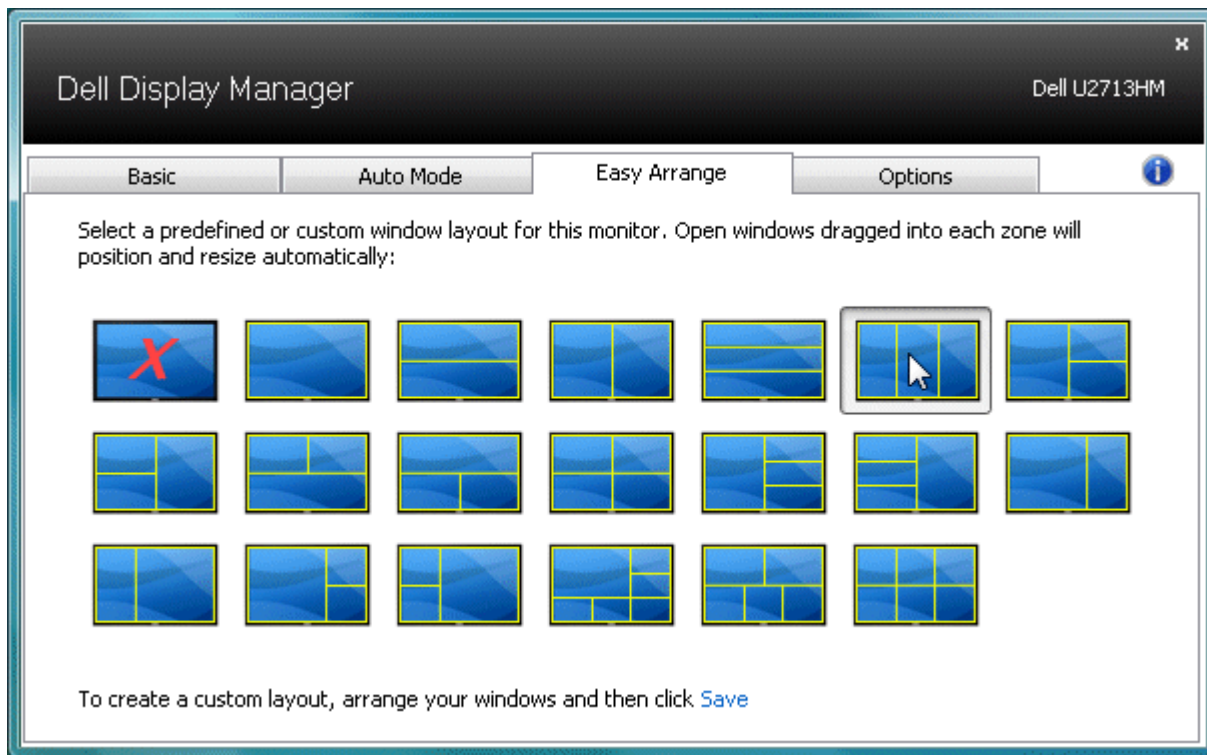 Dell Display Manager
Dell U2713HM
Basic
Auto Mode
Easy Arrange
Options
Select a predefined or custom window layout for this monitor. Open windows dragged into each zone will
position and resize automatically:
To create a custom layout, arrange your windows and then click Save